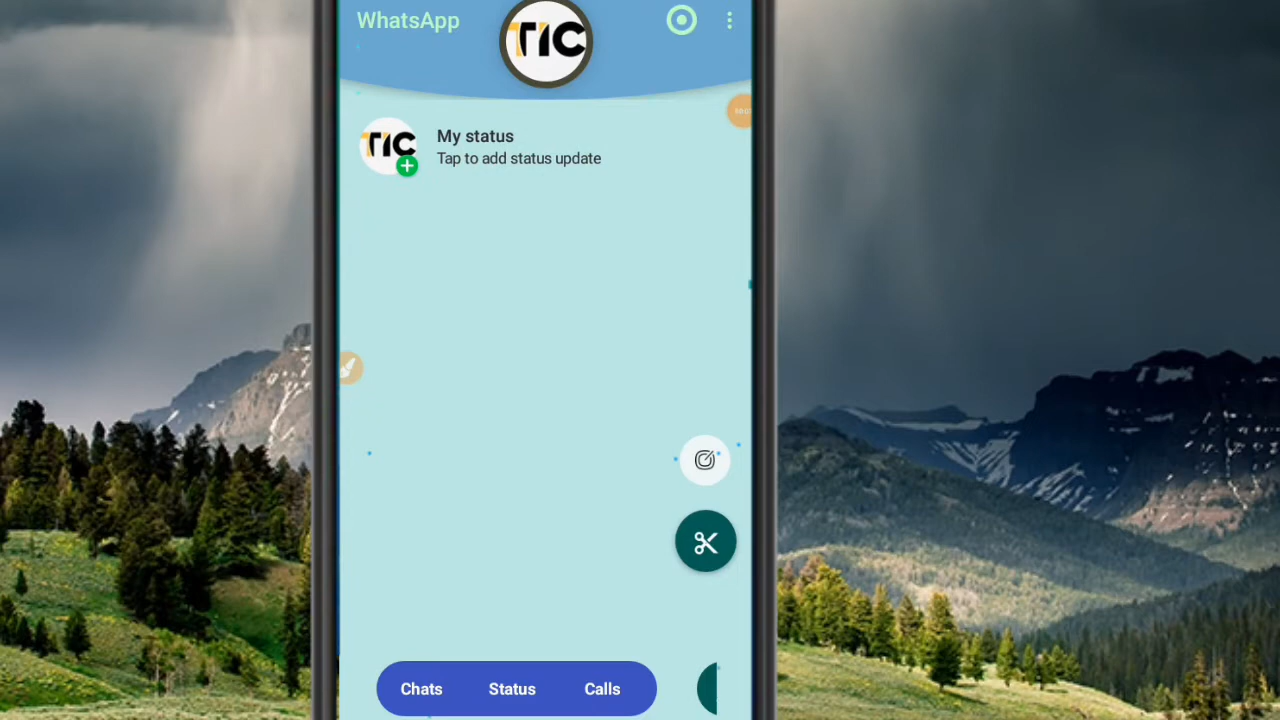 WhatsApp
TIC
TIC
My status
Tap to add status update
Chats
Status
Calls